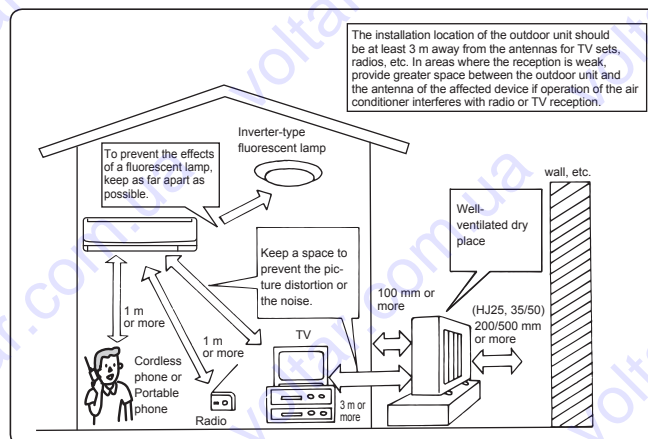 The installation location of the outdoor unit should
be at least 3 m away from the antennas for TV sets,
radios, etc. In areas where the reception is weak,
provide greater space between the outdoor unit and
the antenna of the affected device if operation of the air
conditioner interferes with radio or TV reception.
Inverter-type
fluorescent lamp
To prevent the effects
of a fluorescent lamp,
keep as far apart as
possible.
wall, etc.
Well-
ventilated dry
place
Keep a space to
prevent the pic-
ture distortion or
the noise.
100 mm or
more
(HJ25, 35/50)
200/500 mm
or more
1 m
or more
1 m
or more
TV
Cordless
phone or
Portable
phone
Radio
3 m or
more
voltar.com.ua